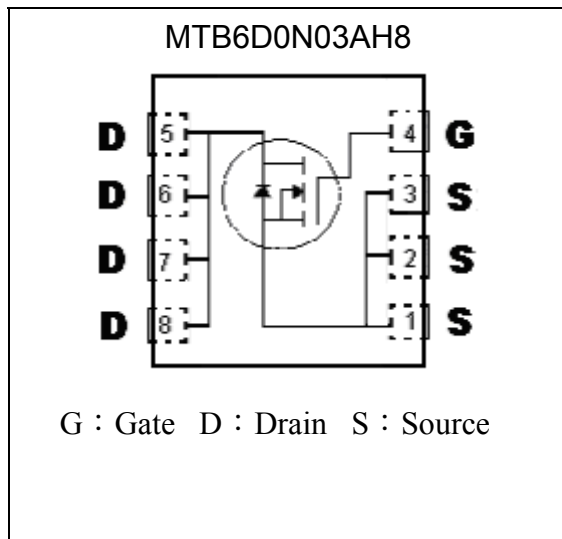 MTB6D0N03AH8
D 5 4 G
D 6 3 S
D 7 2 S
D 8 1 S
G：Gate D：Drain S：Source